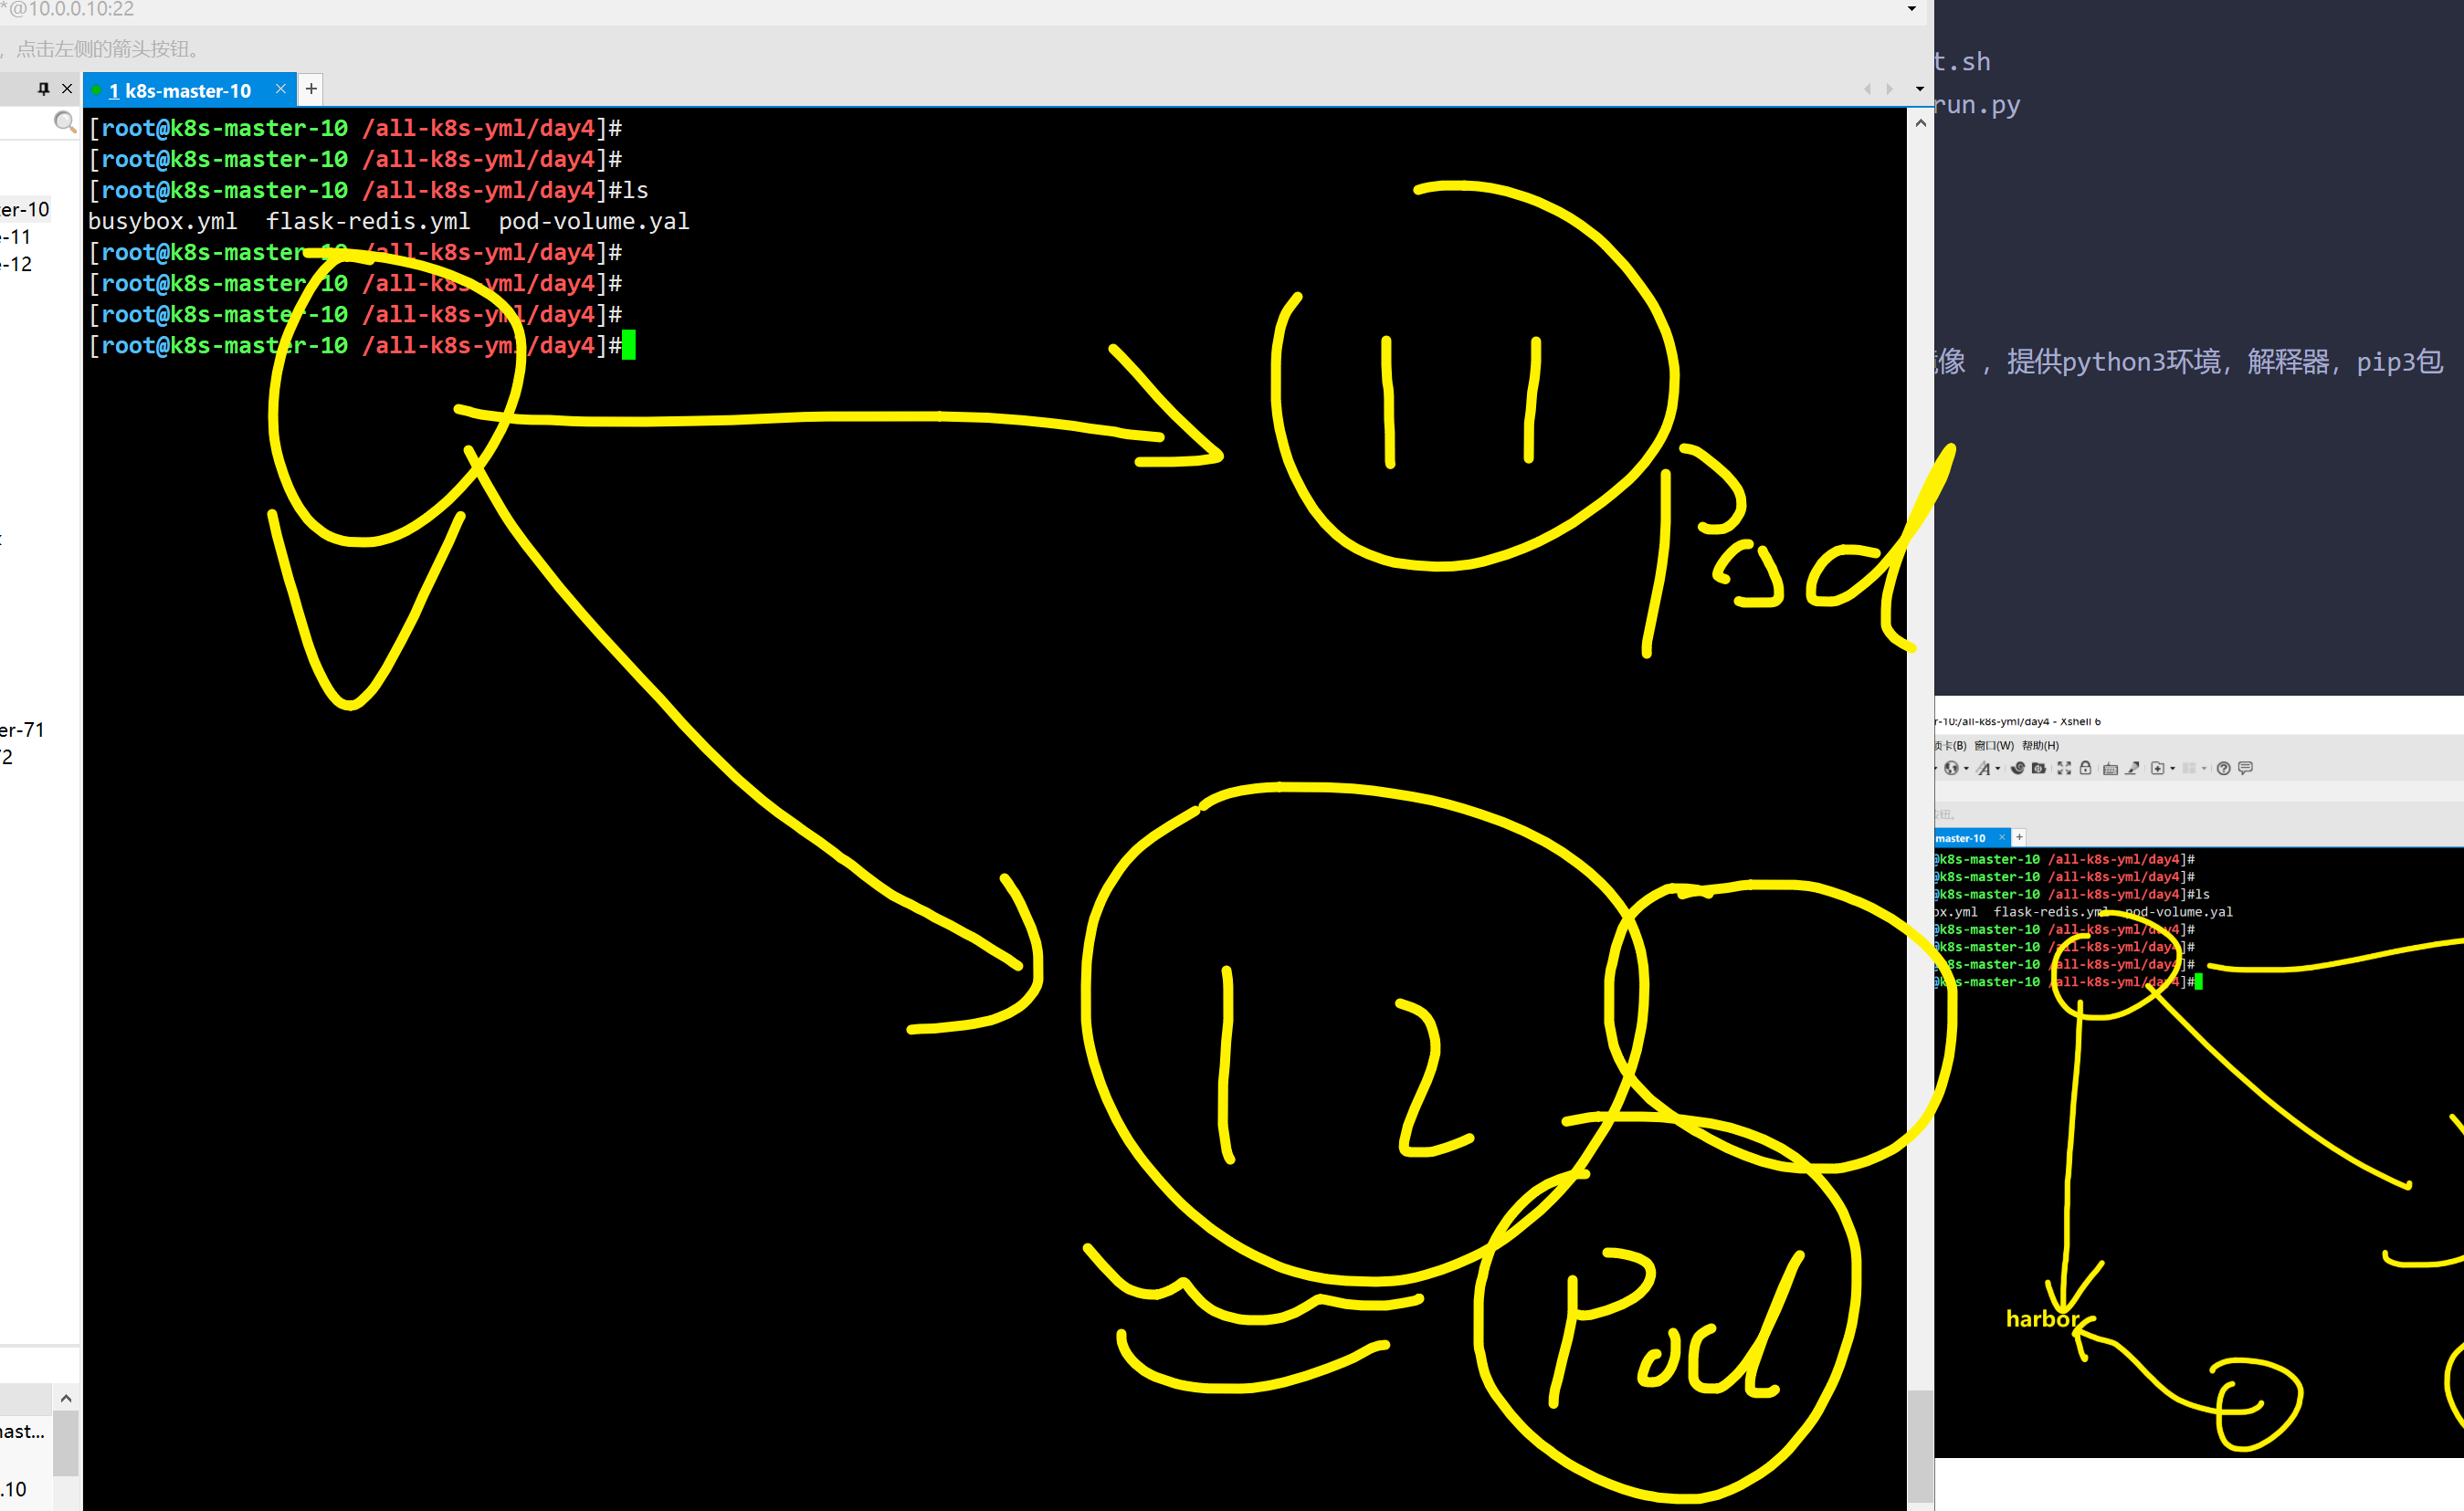 *@10.0.0.10:22
，点击左侧的箭头按钮。
1 k8s-master-10
[root@k8s-master-10 /all-k8s-yml/day4]#
[root@k8s-master-10 /all-k8s-yml/day4]#
[root@k8s-master-10 /all-k8s-yml/day4]#ls
busybox.yml  flask-redis.yml  pod-volume.yal
[root@k8s-master-10 /all-k8s-yml/day4]#
[root@k8s-master-10 /all-k8s-yml/day4]#
[root@k8s-master-10 /all-k8s-yml/day4]#
[root@k8s-master-10 /all-k8s-yml/day4]#
er-10
-11
-12
er-71
72
nast...
.10
11
Pod
12
Pod
t.sh
run.py
像 ，提供python3环境，解释器，pip3包
r-10:/all-k8s-yml/day4 - Xshell 6
卡(B) 窗口(W) 帮助(H)
钮。
master-10
@k8s-master-10 /all-k8s-yml/day4]#
@k8s-master-10 /all-k8s-yml/day4]#
@k8s-master-10 /all-k8s-yml/day4]#ls
ox.yml  flask-redis.yml  pod-volume.yal
@k8s-master-10 /all-k8s-yml/day4]#
@k8s-master-10 /all-k8s-yml/day4]#
@k8s-master-10 /all-k8s-yml/day4]#
@k8s-master-10 /all-k8s-yml/day4]#
harbor